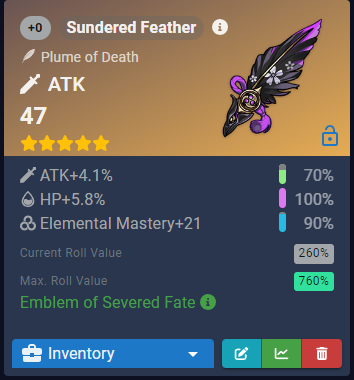 +0 Sundered Feather
Plume of Death
ATK
47
ATK+4.1% 70%
HP+5.8% 100%
Elemental Mastery+21 90%
Current Roll Value 260%
Max. Roll Value 760%
Emblem of Severed Fate
Inventory